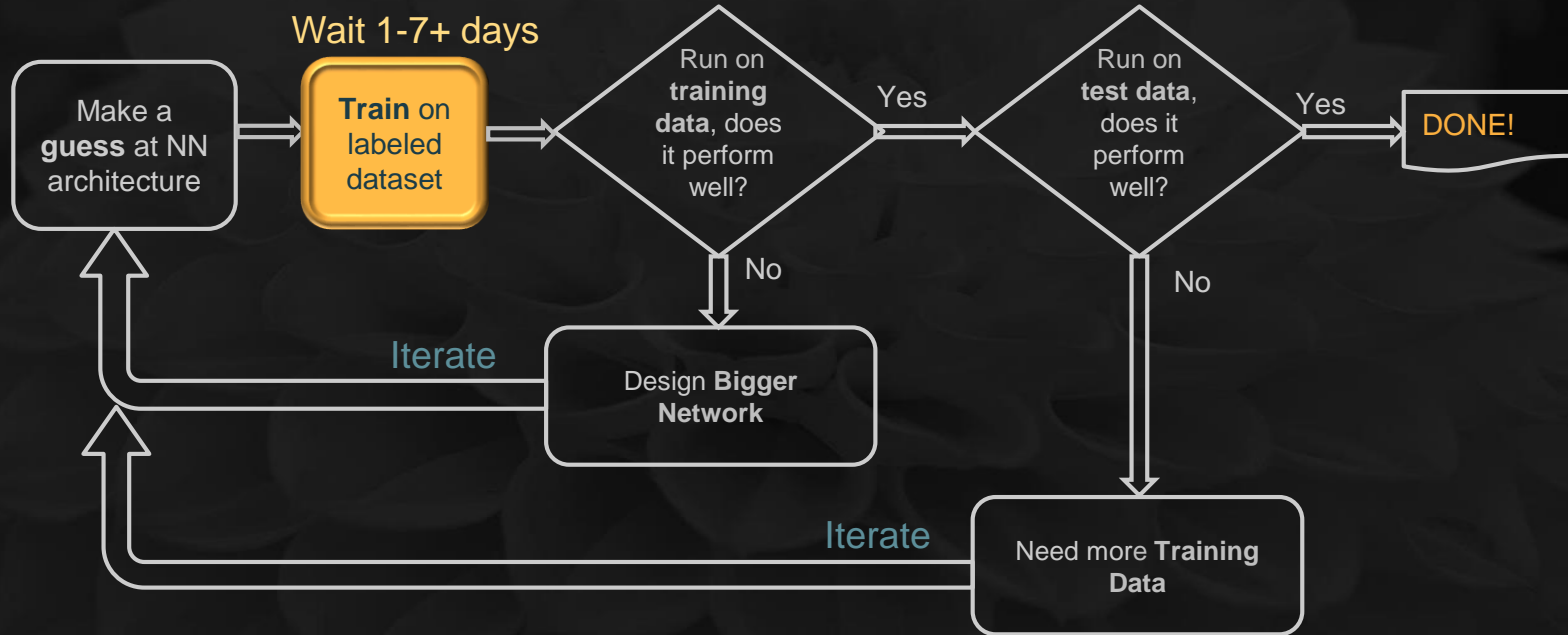 Wait 1-7+ days
Make a
guess at NN
architecture
Train on
labeled
dataset
Run on
training
data, does
it perform
well?
Yes
Run on
test data,
does it
perform
well?
Yes
DONE!
No
No
Iterate
Design Bigger
Network
Iterate
Need more Training
Data